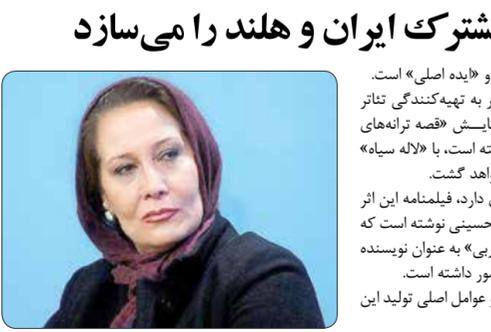 شترک ایران و هلند را می‌سازد
و «ایده اصلی» است.
ر به تهیه‌کنندگی تئاتر
ایــش «قصه ترانه‌های
ته است، با «لاله سیاه»
اهد گشت.
دارد، فیلمنامه این اثر
حسینی نوشته است که
ربی» به عنوان نویسنده
ور داشته است.
عوامل اصلی تولید این